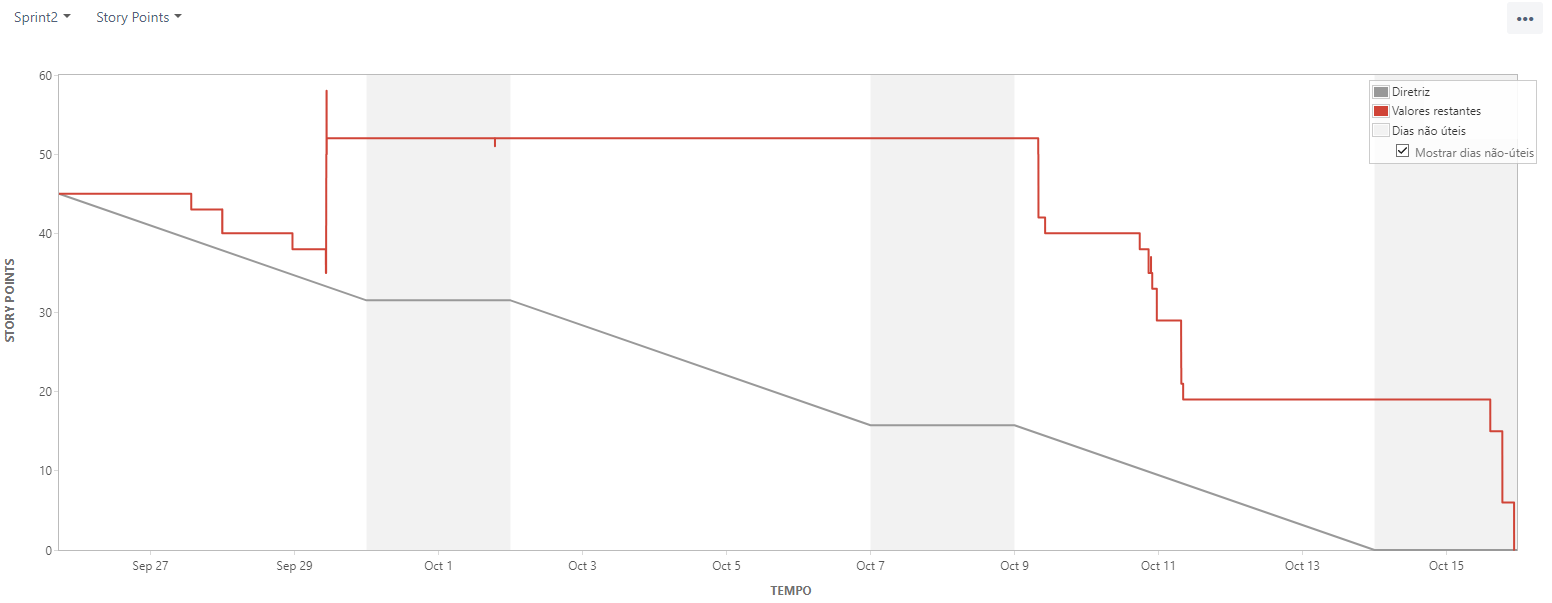 Sprint2 Story Points
60
Diretriz
Valores restantes
Dias não úteis
Mostrar dias não-úteis
50
40
30
20
10
0
STORY POINTS
Sep 27 Sep 29 Oct 1 Oct 3 Oct 5 Oct 7 Oct 9 Oct 11 Oct 13 Oct 15
TEMPO